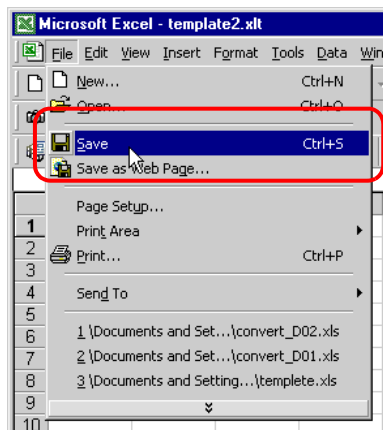 Microsoft Excel - template2.xlt
File Edit View Insert Format Tools Data Win
New... Ctrl+N
Open... Ctrl+O
Save Ctrl+S
Save as Web Page...
Page Setup...
1 Print Area
2 Print... Ctrl+P
3
4 Send To
5
6 1 \Documents and Set...\convert_D02.xls
7 2 \Documents and Set...\convert_D01.xls
8 3 \Documents and Setting...\templete.xls
9
10